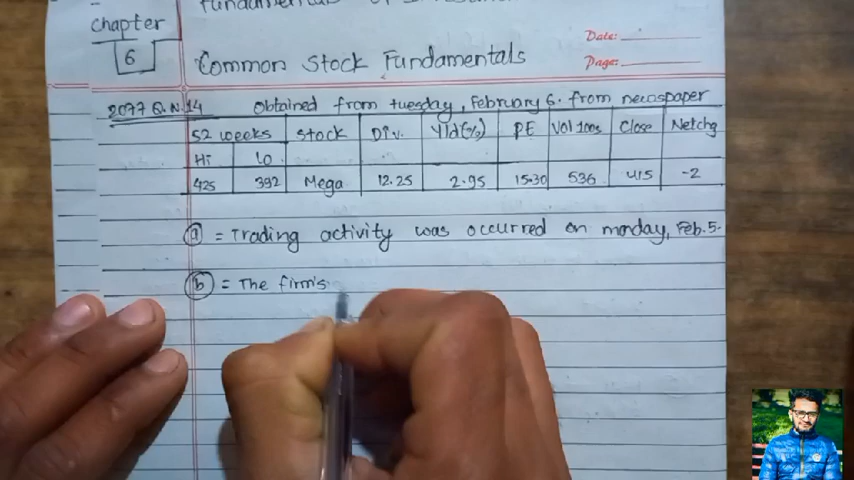 Fundamentals of
chapter
6
Common Stock Fundamentals
Date:
Page:
2077 Q.N.14 Obtained from tuesday, February 6. from newspaper
52 weeks Stock Div. Yld(%) PE Vol 100s Close Netchg
Hi Lo
425 392 Mega 12.25 2.95 15.30 536 415 -2
(a) = Trading activity was occurred on monday, Feb.5.
(b) = The firm's